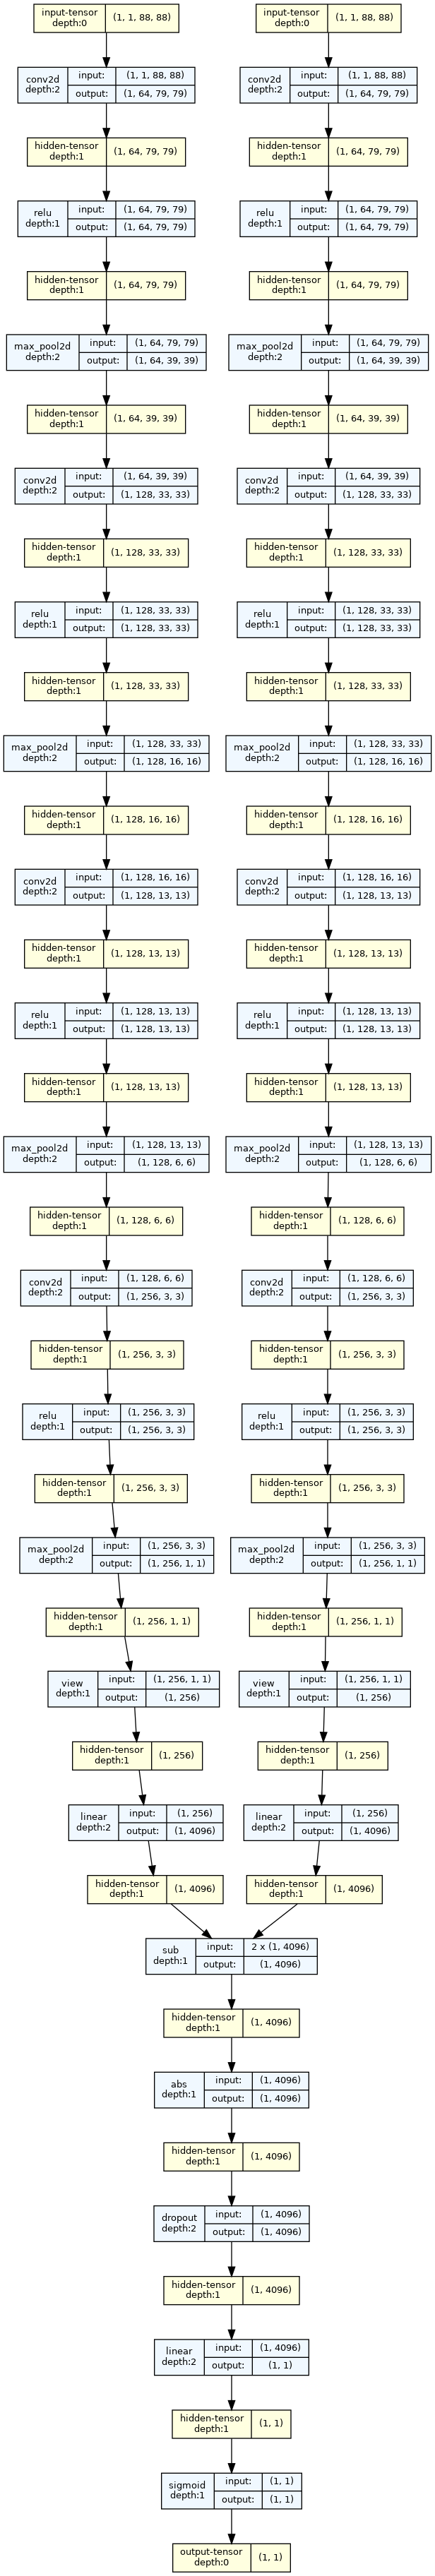 input-tensor
depth:0
(1, 1, 88, 88)
conv2d
depth:2
input: (1, 1, 88, 88)
output: (1, 64, 79, 79)
hidden-tensor
depth:1
(1, 64, 79, 79)
relu
depth:1
input: (1, 64, 79, 79)
output: (1, 64, 79, 79)
hidden-tensor
depth:1
(1, 64, 79, 79)
max_pool2d
depth:2
input: (1, 64, 79, 79)
output: (1, 64, 39, 39)
hidden-tensor
depth:1
(1, 64, 39, 39)
conv2d
depth:2
input: (1, 64, 39, 39)
output: (1, 128, 33, 33)
hidden-tensor
depth:1
(1, 128, 33, 33)
relu
depth:1
input: (1, 128, 33, 33)
output: (1, 128, 33, 33)
hidden-tensor
depth:1
(1, 128, 33, 33)
max_pool2d
depth:2
input: (1, 128, 33, 33)
output: (1, 128, 16, 16)
hidden-tensor
depth:1
(1, 128, 16, 16)
conv2d
depth:2
input: (1, 128, 16, 16)
output: (1, 128, 13, 13)
hidden-tensor
depth:1
(1, 128, 13, 13)
relu
depth:1
input: (1, 128, 13, 13)
output: (1, 128, 13, 13)
hidden-tensor
depth:1
(1, 128, 13, 13)
max_pool2d
depth:2
input: (1, 128, 13, 13)
output: (1, 128, 6, 6)
hidden-tensor
depth:1
(1, 128, 6, 6)
conv2d
depth:2
input: (1, 128, 6, 6)
output: (1, 256, 3, 3)
hidden-tensor
depth:1
(1, 256, 3, 3)
relu
depth:1
input: (1, 256, 3, 3)
output: (1, 256, 3, 3)
hidden-tensor
depth:1
(1, 256, 3, 3)
max_pool2d
depth:2
input: (1, 256, 3, 3)
output: (1, 256, 1, 1)
hidden-tensor
depth:1
(1, 256, 1, 1)
view
depth:1
input: (1, 256, 1, 1)
output: (1, 256)
hidden-tensor
depth:1
(1, 256)
linear
depth:2
input: (1, 256)
output: (1, 4096)
hidden-tensor
depth:1
(1, 4096)
input-tensor
depth:0
(1, 1, 88, 88)
conv2d
depth:2
input: (1, 1, 88, 88)
output: (1, 64, 79, 79)
hidden-tensor
depth:1
(1, 64, 79, 79)
relu
depth:1
input: (1, 64, 79, 79)
output: (1, 64, 79, 79)
hidden-tensor
depth:1
(1, 64, 79, 79)
max_pool2d
depth:2
input: (1, 64, 79, 79)
output: (1, 64, 39, 39)
hidden-tensor
depth:1
(1, 64, 39, 39)
conv2d
depth:2
input: (1, 64, 39, 39)
output: (1, 128, 33, 33)
hidden-tensor
depth:1
(1, 128, 33, 33)
relu
depth:1
input: (1, 128, 33, 33)
output: (1, 128, 33, 33)
hidden-tensor
depth:1
(1, 128, 33, 33)
max_pool2d
depth:2
input: (1, 128, 33, 33)
output: (1, 128, 16, 16)
hidden-tensor
depth:1
(1, 128, 16, 16)
conv2d
depth:2
input: (1, 128, 16, 16)
output: (1, 128, 13, 13)
hidden-tensor
depth:1
(1, 128, 13, 13)
relu
depth:1
input: (1, 128, 13, 13)
output: (1, 128, 13, 13)
hidden-tensor
depth:1
(1, 128, 13, 13)
max_pool2d
depth:2
input: (1, 128, 13, 13)
output: (1, 128, 6, 6)
hidden-tensor
depth:1
(1, 128, 6, 6)
conv2d
depth:2
input: (1, 128, 6, 6)
output: (1, 256, 3, 3)
hidden-tensor
depth:1
(1, 256, 3, 3)
relu
depth:1
input: (1, 256, 3, 3)
output: (1, 256, 3, 3)
hidden-tensor
depth:1
(1, 256, 3, 3)
max_pool2d
depth:2
input: (1, 256, 3, 3)
output: (1, 256, 1, 1)
hidden-tensor
depth:1
(1, 256, 1, 1)
view
depth:1
input: (1, 256, 1, 1)
output: (1, 256)
hidden-tensor
depth:1
(1, 256)
linear
depth:2
input: (1, 256)
output: (1, 4096)
hidden-tensor
depth:1
(1, 4096)
sub
depth:1
input: 2 x (1, 4096)
output: (1, 4096)
hidden-tensor
depth:1
(1, 4096)
abs
depth:1
input: (1, 4096)
output: (1, 4096)
hidden-tensor
depth:1
(1, 4096)
dropout
depth:2
input: (1, 4096)
output: (1, 4096)
hidden-tensor
depth:1
(1, 4096)
linear
depth:2
input: (1, 4096)
output: (1, 1)
hidden-tensor
depth:1
(1, 1)
sigmoid
depth:1
input: (1, 1)
output: (1, 1)
output-tensor
depth:0
(1, 1)